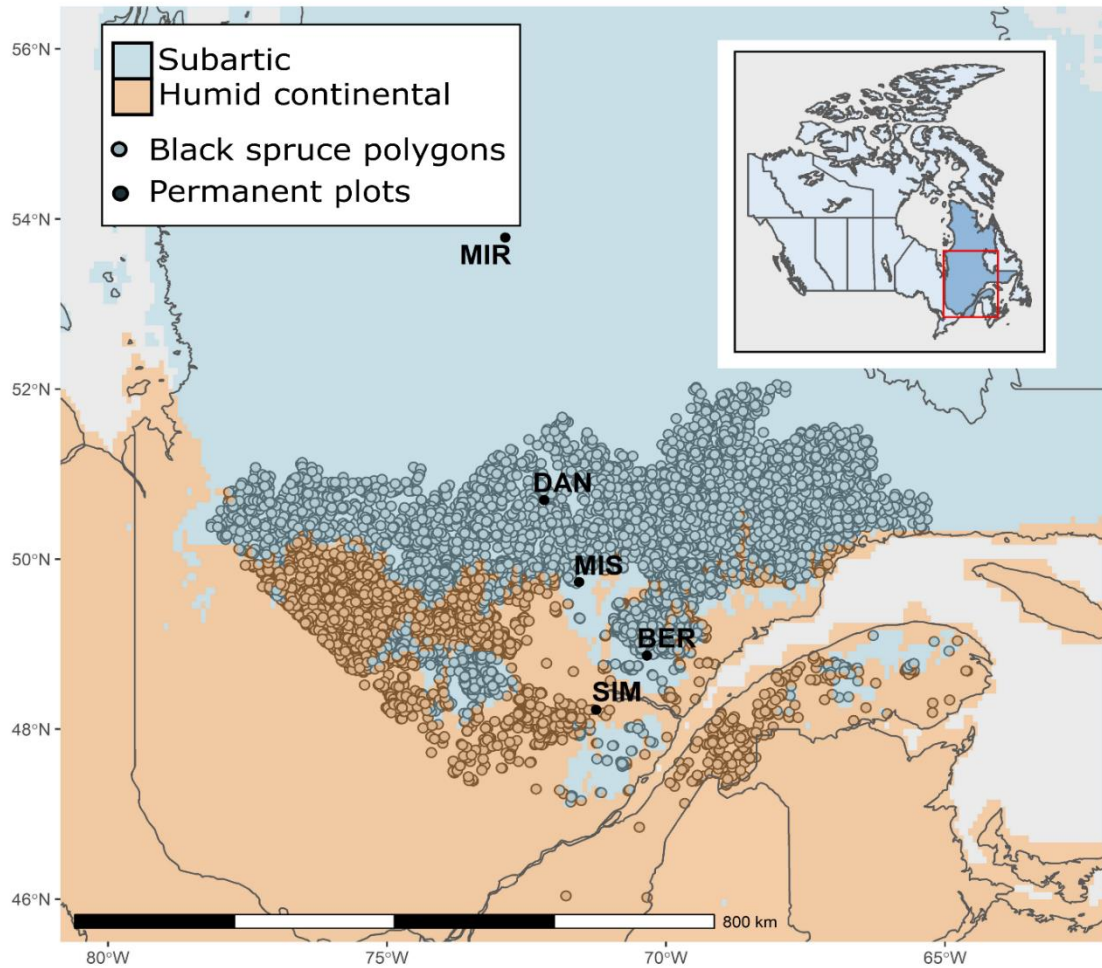 56°N
54°N
52°N
50°N
48°N
46°N
Subartic
Humid continental
Black spruce polygons
Permanent plots
MIR
DAN
MIS
BER
SIM
800 km
80°W
75°W
70°W
65°W